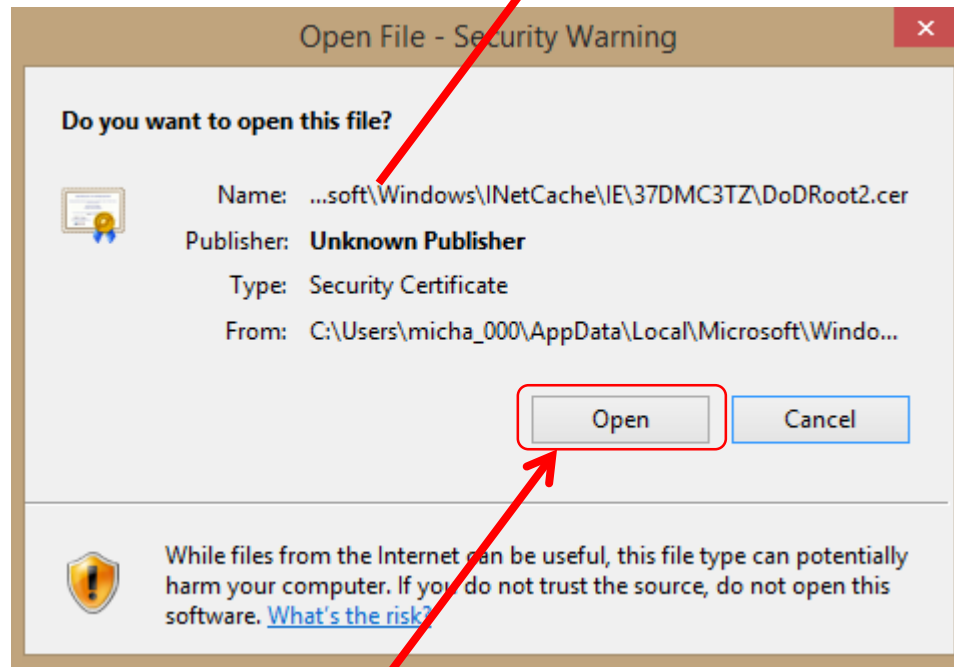 Open File - Security Warning
Do you want to open this file?
Name: ...soft\Windows\INetCache\IE\37DMC3TZ\DoDRoot2.cer
Publisher: Unknown Publisher
Type: Security Certificate
From: C:\Users\micha_000\AppData\Local\Microsoft\Windo...
Open Cancel
While files from the Internet can be useful, this file type can potentially
harm your computer. If you do not trust the source, do not open this
software. What's the risk?